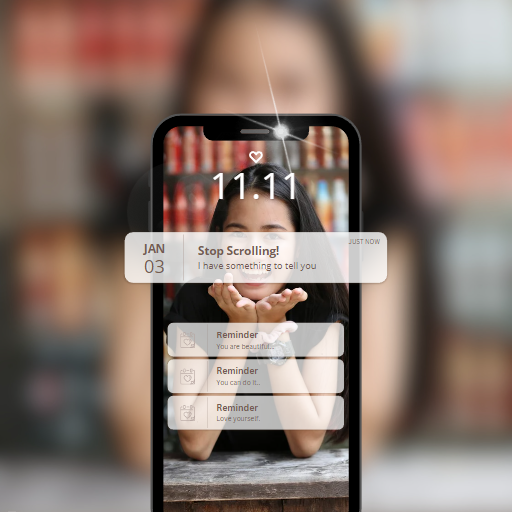 11.11
JUST NOW
JAN
03
Stop Scrolling!
I have something to tell you
Reminder
You are beautiful..
Reminder
You can do it..
Reminder
Love yourself.